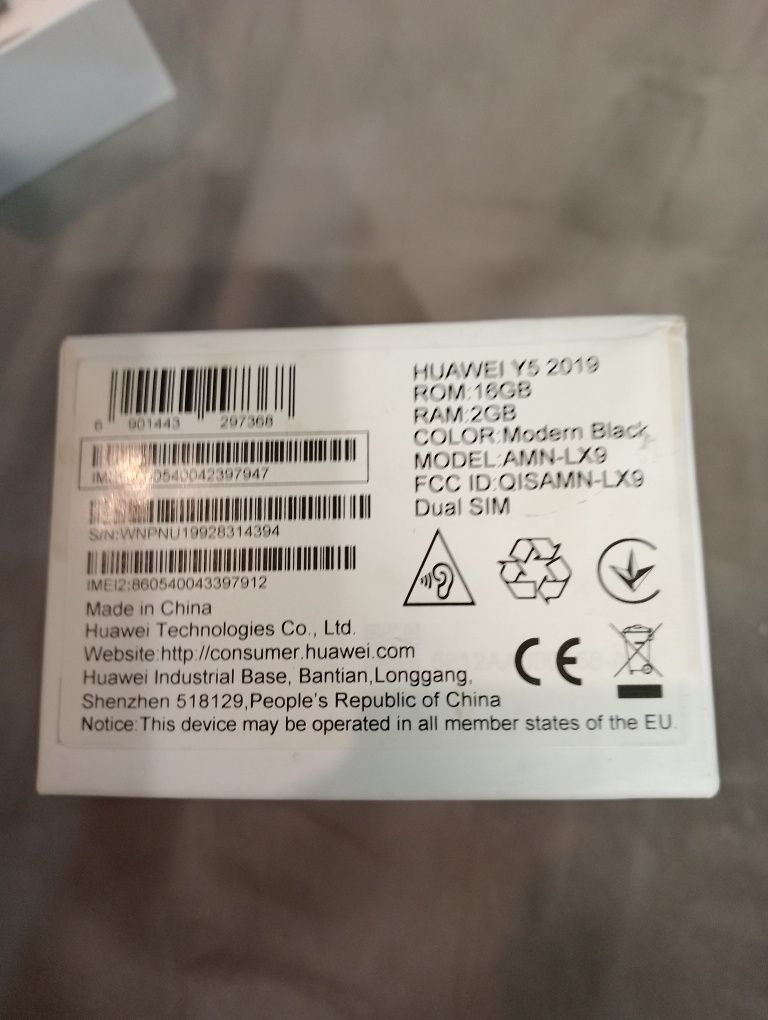 6 901443 297368
0540042397947
S/N:WNPNU19928314394
IMEI2:860540043397912
Made in China
Huawei Technologies Co., Ltd.
Website:http://consumer.huawei.com
Huawei Industrial Base, Bantian,Longgang,
Shenzhen 518129,People's Republic of China
Notice:This device may be operated in all member states of the EU.
HUAWEI Y5 2019
ROM:16GB
RAM:2GB
COLOR:Modern Black
MODEL:AMN-LX9
FCC ID:QISAMN-LX9
Dual SIM
CE